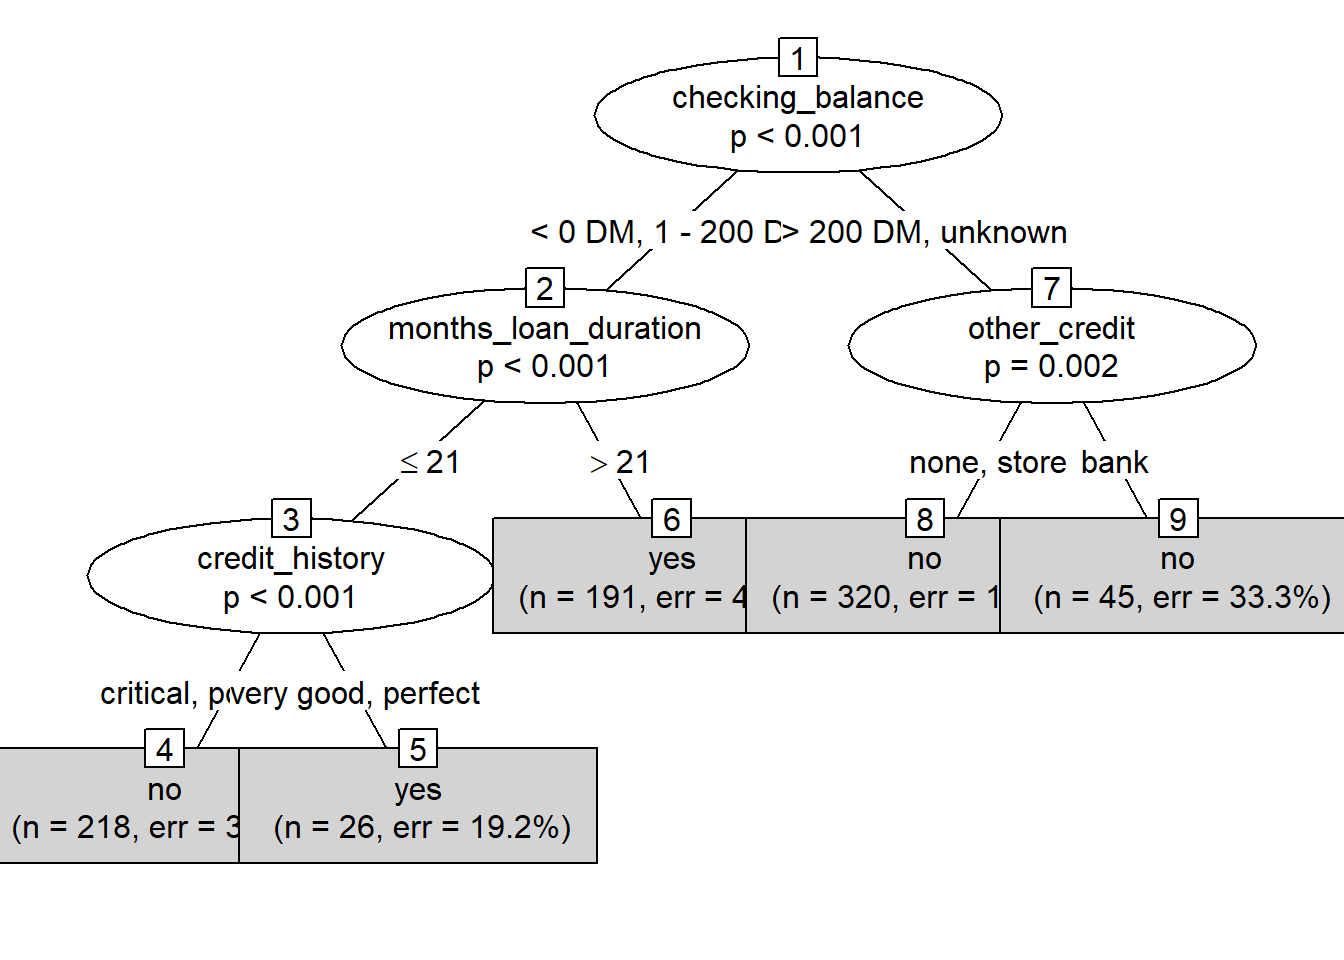 1
checking_balance
p < 0.001
< 0 DM, 1 - 200 > 200 DM, unknown
2
months_loan_duration
p < 0.001
7
other_credit
p = 0.002
≤ 21
> 21
none, store
bank
3
credit_history
p < 0.001
6
yes
(n = 191, err = 4
8
no
(n = 320, err = 1
9
no
(n = 45, err = 33.3%)
critical, very good, perfect
4
no
(n = 218, err = 3
5
yes
(n = 26, err = 19.2%)